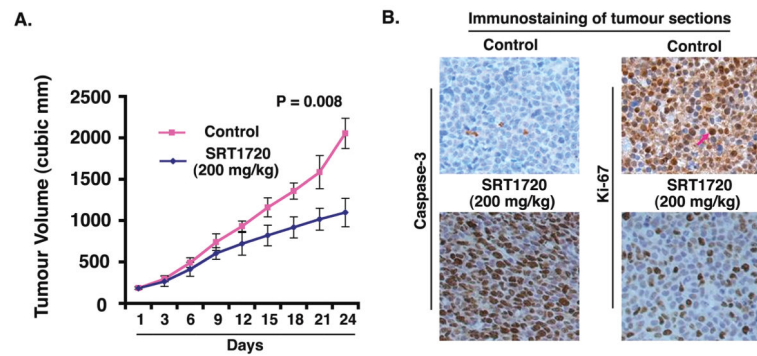 A.
Tumour Volume (cubic mm)
2500
2000
1500
1000
500
0
P = 0.008
Control
SRT1720
(200 mg/kg)
1 3 6 9 12 15 18 21 24
Days
B.
Immunostaining of tumour sections
Control
Control
Caspase-3
Ki-67
SRT1720
(200 mg/kg)
SRT1720
(200 mg/kg)